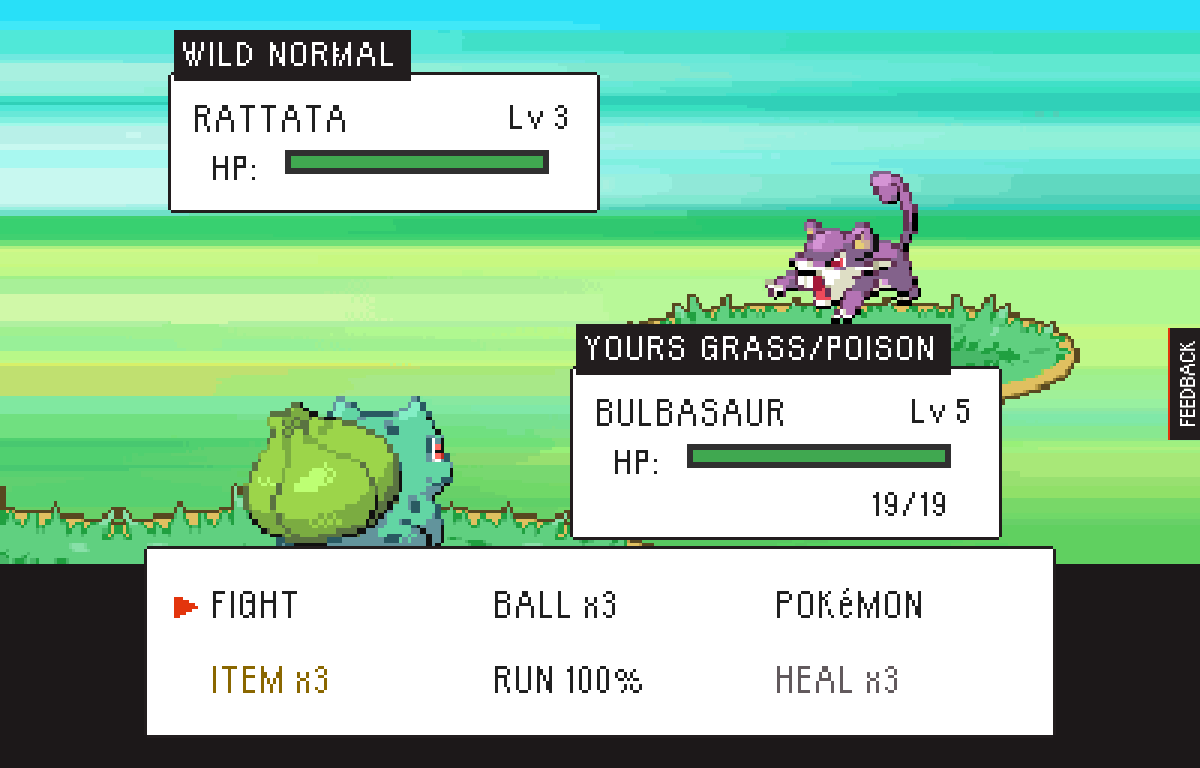 WILD NORMAL
RATTATA Lv 3
HP:
YOURS GRASS/POISON
BULBASAUR Lv 5
HP:
19/19
FEEDBACK
FIGHT BALL x3 POKéMON
ITEM x3 RUN 100% HEAL x3